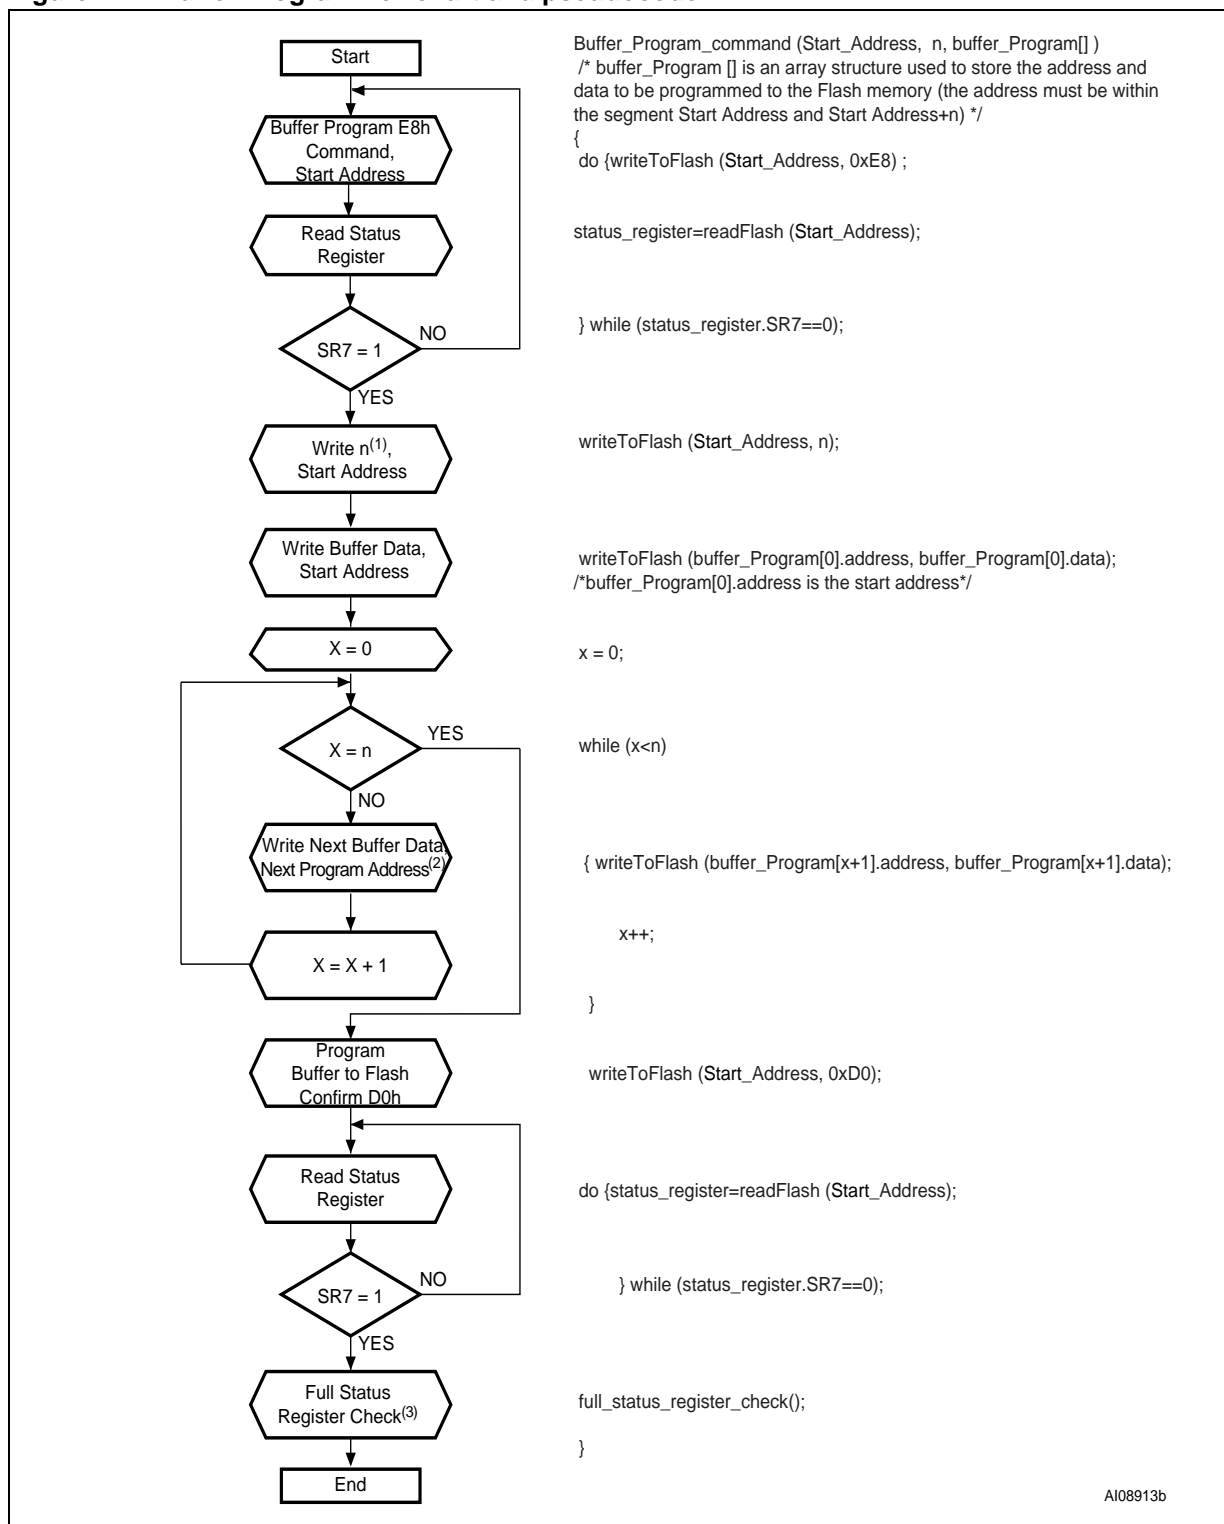 Start
Buffer_Program_command (Start_Address,  n, buffer_Program[] )
/* buffer_Program [] is an array structure used to store the address and
data to be programmed to the Flash memory (the address must be within
the segment Start Address and Start Address+n) */
{
Buffer Program E8h
Command,
Start Address
do {writeToFlash (Start_Address, 0xE8) ;
Read Status
Register
status_register=readFlash (Start_Address);
NO
SR7 = 1
} while (status_register.SR7==0);
YES
Write n(1),
Start Address
writeToFlash (Start_Address, n);
Write Buffer Data,
Start Address
writeToFlash (buffer_Program[0].address, buffer_Program[0].data);
/*buffer_Program[0].address is the start address*/
X = 0
x = 0;
YES
X = n
while (x<n)
NO
Write Next Buffer Data,
Next Program Address(2)
{ writeToFlash (buffer_Program[x+1].address, buffer_Program[x+1].data);
x++;
X = X + 1
}
Program
Buffer to Flash
Confirm D0h
writeToFlash (Start_Address, 0xD0);
Read Status
Register
do {status_register=readFlash (Start_Address);
NO
SR7 = 1
} while (status_register.SR7==0);
YES
Full Status
Register Check(3)
full_status_register_check();
}
End
AI08913b